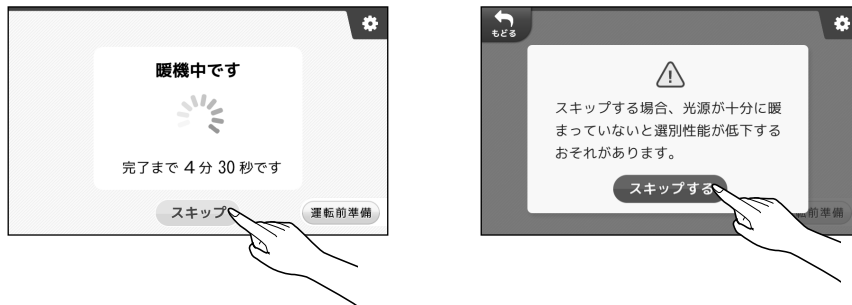 暖機中です
完了まで 4 分 30 秒です
スキップ
運転前準備
もどる
スキップする場合、光源が十分に暖
まっていないと選別性能が低下する
おそれがあります。
スキップする
前準備